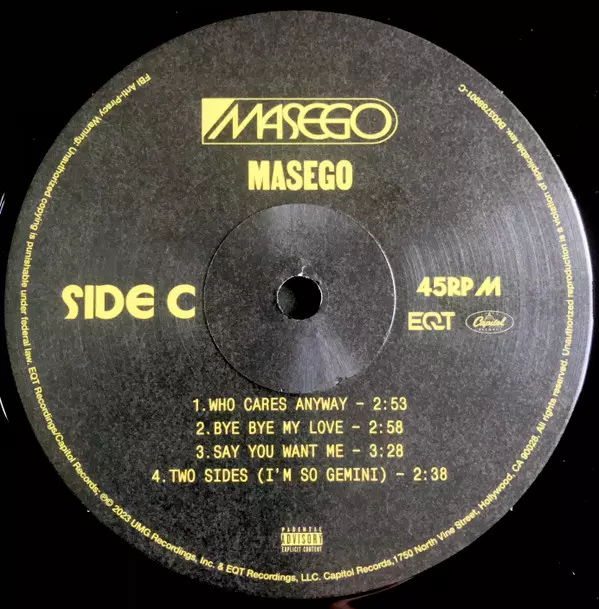 MASEGO
MASEGO
SIDE C
45RPM
EQT Capitol RECORDS
1.WHO CARES ANYWAY - 2:53
2.BYE BYE MY LOVE - 2:58
3.SAY YOU WANT ME - 3:28
4.TWO SIDES (I'M SO GEMINI) - 2:38
PARENTAL
ADVISORY
EXPLICIT CONTENT
FBI Anti-Piracy Warning: Unauthorized copying is punishable under federal law. EQT Recordings/Capitol Records; ℗© 2023 UMG Recordings, Inc. & EQT Recordings, LLC. Capitol Records,1750 North Vine Street, Hollywood, CA 90028. All rights reserved. Unauthorized reproduction is a violation of applicable law. B003786901-C